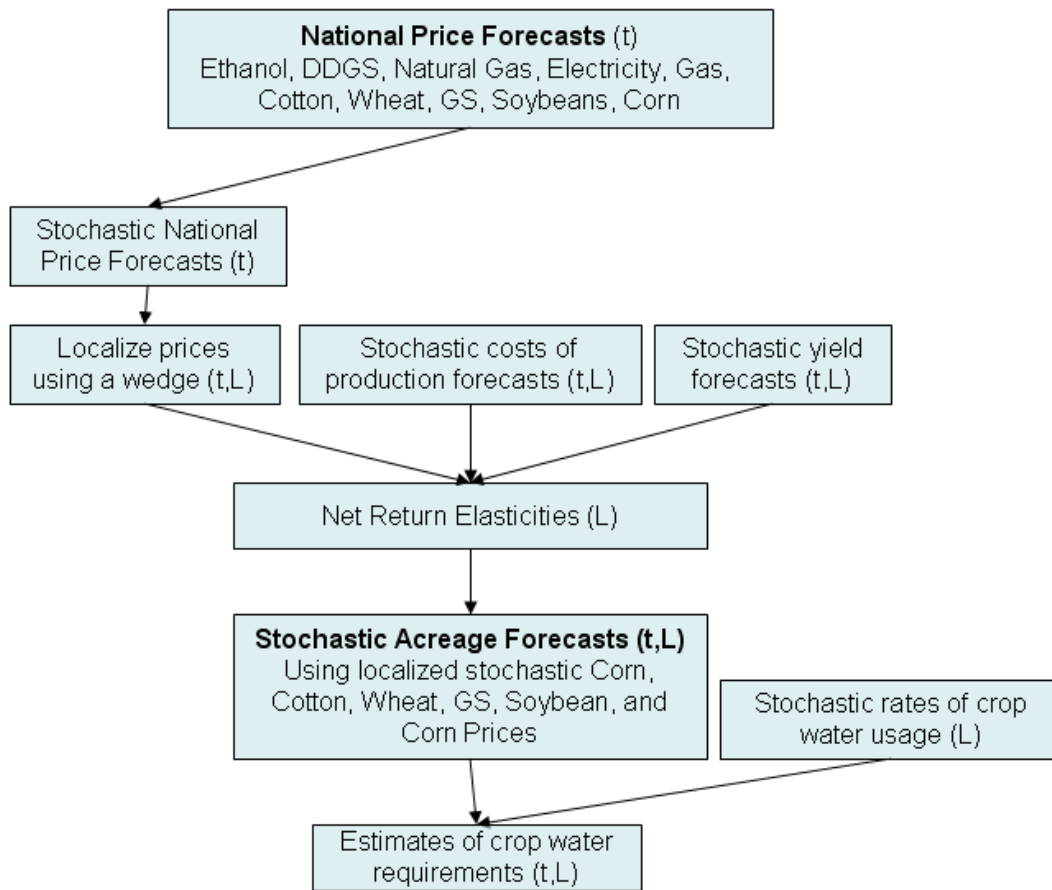 National Price Forecasts (t)
Ethanol, DDGS, Natural Gas, Electricity, Gas,
Cotton, Wheat, GS, Soybeans, Corn
Stochastic National
Price Forecasts (t)
Localize prices
using a wedge (t,L)
Stochastic costs of
production forecasts (t,L)
Stochastic yield
forecasts (t,L)
Net Return Elasticities (L)
Stochastic Acreage Forecasts (t,L)
Using localized stochastic Corn,
Cotton, Wheat, GS, Soybean, and
Corn Prices
Stochastic rates of crop
water usage (L)
Estimates of crop water
requirements (t,L)